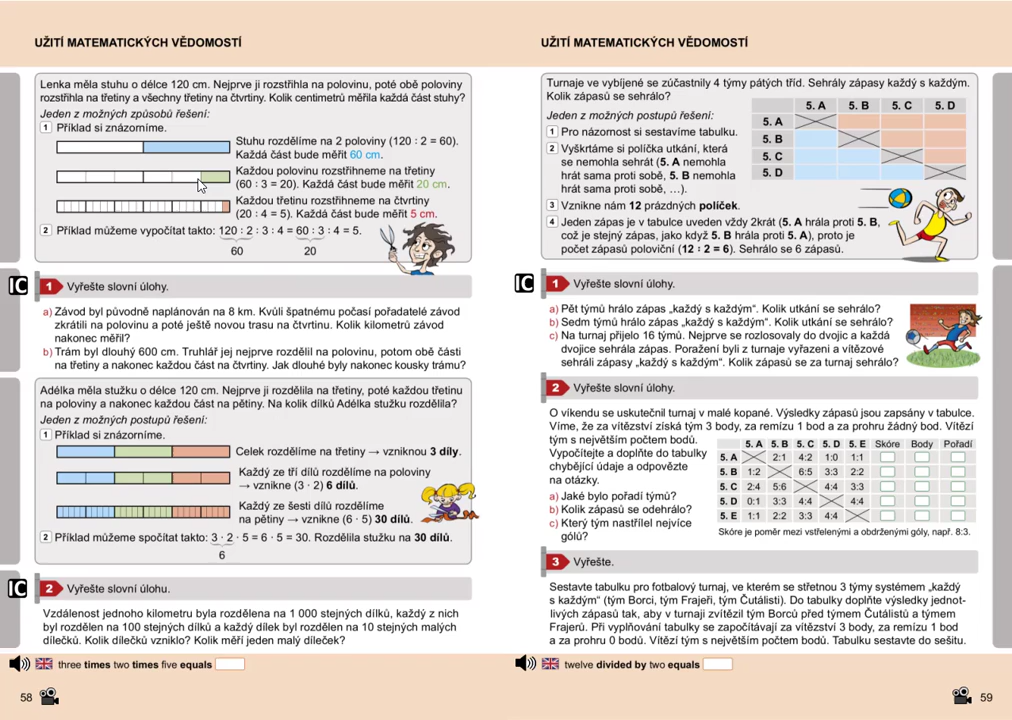 UŽITÍ MATEMATICKÝCH VĚDOMOSTÍ
Lenka měla stuhu o délce 120 cm. Nejprve ji rozstřihla na polovinu, poté obě poloviny
rozstřihla na třetiny a všechny třetiny na čtvrtiny. Kolik centimetrů měřila každá část stuhy?
Jeden z možných způsobů řešení:
1 Příklad si znázorníme.
Stuhu rozdělíme na 2 poloviny (120 : 2 = 60).
Každá část bude měřit 60 cm.
Každou polovinu rozstřihneme na třetiny
(60 : 3 = 20). Každá část bude měřit 20 cm.
Každou třetinu rozstřihneme na čtvrtiny
(20 : 4 = 5). Každá část bude měřit 5 cm.
2 Příklad můžeme vypočítat takto: 120 : 2 : 3 : 4 = 60 : 3 : 4 = 5.
60 20
IC 1 Vyřešte slovní úlohy.
a) Závod byl původně naplánován na 8 km. Kvůli špatnému počasí pořadatelé závod
zkrátili na polovinu a poté ještě novou trasu na čtvrtinu. Kolik kilometrů závod
nakonec měřil?
b) Trám byl dlouhý 600 cm. Truhlář jej nejprve rozdělil na polovinu, potom obě části
na třetiny a nakonec každou část na čtvrtiny. Jak dlouhé byly nakonec kousky trámu?
Adélka měla stužku o délce 120 cm. Nejprve ji rozdělila na třetiny, poté každou třetinu
na poloviny a nakonec každou část na pětiny. Na kolik dílků Adélka stužku rozdělila?
Jeden z možných postupů řešení:
1 Příklad si znázorníme.
Celek rozdělíme na třetiny → vzniknou 3 díly.
Každý ze tří dílů rozdělíme na poloviny
→ vznikne (3 · 2) 6 dílů.
Každý ze šesti dílů rozdělíme
na pětiny → vznikne (6 · 5) 30 dílů.
2 Příklad můžeme spočítat takto: 3 · 2 · 5 = 6 · 5 = 30. Rozdělila stužku na 30 dílů.
6
IC 2 Vyřešte slovní úlohu.
Vzdálenost jednoho kilometru byla rozdělena na 1 000 stejných dílků, každý z nich
byl rozdělen na 100 stejných dílků a každý dílek byl rozdělen na 10 stejných malých
dílečků. Kolik dílečků vzniklo? Kolik měří jeden malý díleček?
three times two times five equals
58
UŽITÍ MATEMATICKÝCH VĚDOMOSTÍ
Turnaje ve vybíjené se zúčastnily 4 týmy pátých tříd. Sehrály zápasy každý s každým.
Kolik zápasů se sehrálo?
Jeden z možných postupů řešení:
1 Pro názornost si sestavíme tabulku.
2 Vyškrtáme si políčka utkání, která
se nemohla sehrát (5. A nemohla
hrát sama proti sobě, 5. B nemohla
hrát sama proti sobě, …).
3 Vznikne nám 12 prázdných políček.
4 Jeden zápas je v tabulce uveden vždy 2krát (5. A hrála proti 5. B,
což je stejný zápas, jako když 5. B hrála proti 5. A), proto je
počet zápasů poloviční (12 : 2 = 6). Sehrálo se 6 zápasů.
5. A 5. B 5. C 5. D
5. A
5. B
5. C
5. D
IC 1 Vyřešte slovní úlohy.
a) Pět týmů hrálo zápas „každý s každým“. Kolik utkání se sehrálo?
b) Sedm týmů hrálo zápas „každý s každým“. Kolik utkání se sehrálo?
c) Na turnaj přijelo 16 týmů. Nejprve se rozlosovaly do dvojic a každá
dvojice sehrála zápas. Poražení byli z turnaje vyřazeni a vítězové
sehráli zápasy „každý s každým“. Kolik zápasů se za turnaj sehrálo?
2 Vyřešte slovní úlohy.
O víkendu se uskutečnil turnaj v malé kopané. Výsledky zápasů jsou zapsány v tabulce.
Víme, že za vítězství získá tým 3 body, za remízu 1 bod a za prohru žádný bod. Vítězí
tým s největším počtem bodů.
Vypočítejte a doplňte do tabulky
chybějící údaje a odpovězte
na otázky.
a) Jaké bylo pořadí týmů?
b) Kolik zápasů se odehrálo?
c) Který tým nastřílel nejvíce
gólů?
5. A 5. B 5. C 5. D 5. E Skóre Body Pořadí
5. A 2:1 4:2 1:0 1:1
5. B 1:2 6:5 3:3 2:2
5. C 2:4 5:6 4:4 3:3
5. D 0:1 3:3 4:4 4:4
5. E 1:1 2:2 3:3 4:4
Skóre je poměr mezi vstřelenými a obdrženými góly, např. 8:3.
3 Vyřešte.
Sestavte tabulku pro fotbalový turnaj, ve kterém se střetnou 3 týmy systémem „každý
s každým“ (tým Borci, tým Frajeři, tým Čutálisti). Do tabulky doplňte výsledky jednot-
livých zápasů tak, aby v turnaji zvítězil tým Borců před týmem Čutálistů a týmem
Frajerů. Při vyplňování tabulky se započítávají za vítězství 3 body, za remízu 1 bod
a za prohru 0 bodů. Vítězí tým s největším počtem bodů. Tabulku sestavte do sešitu.
twelve divided by two equals
59